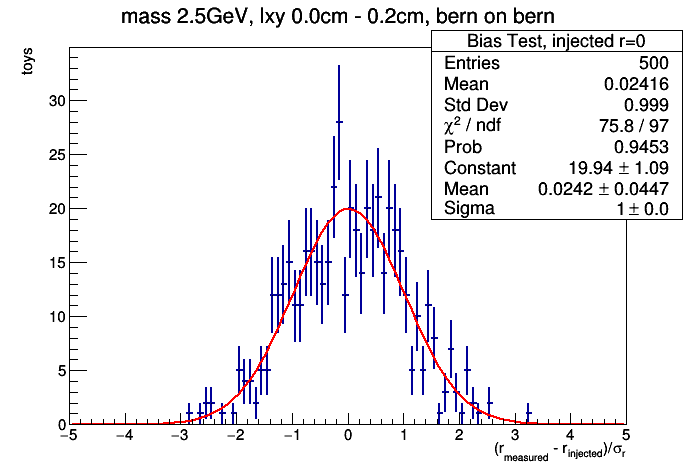 mass 2.5GeV, lxy 0.0cm - 0.2cm, bern on bern
Bias Test, injected r=0
Entries 500
Mean 0.02416
Std Dev 0.999
χ² / ndf 75.8 / 97
Prob 0.9453
Constant 19.94 ± 1.09
Mean 0.0242 ± 0.0447
Sigma 1 ± 0.0
toys
30
25
20
15
10
5
0
−5 −4 −3 −2 −1 0 1 2 3 4 5
(r_measured - r_injected)/σ_r